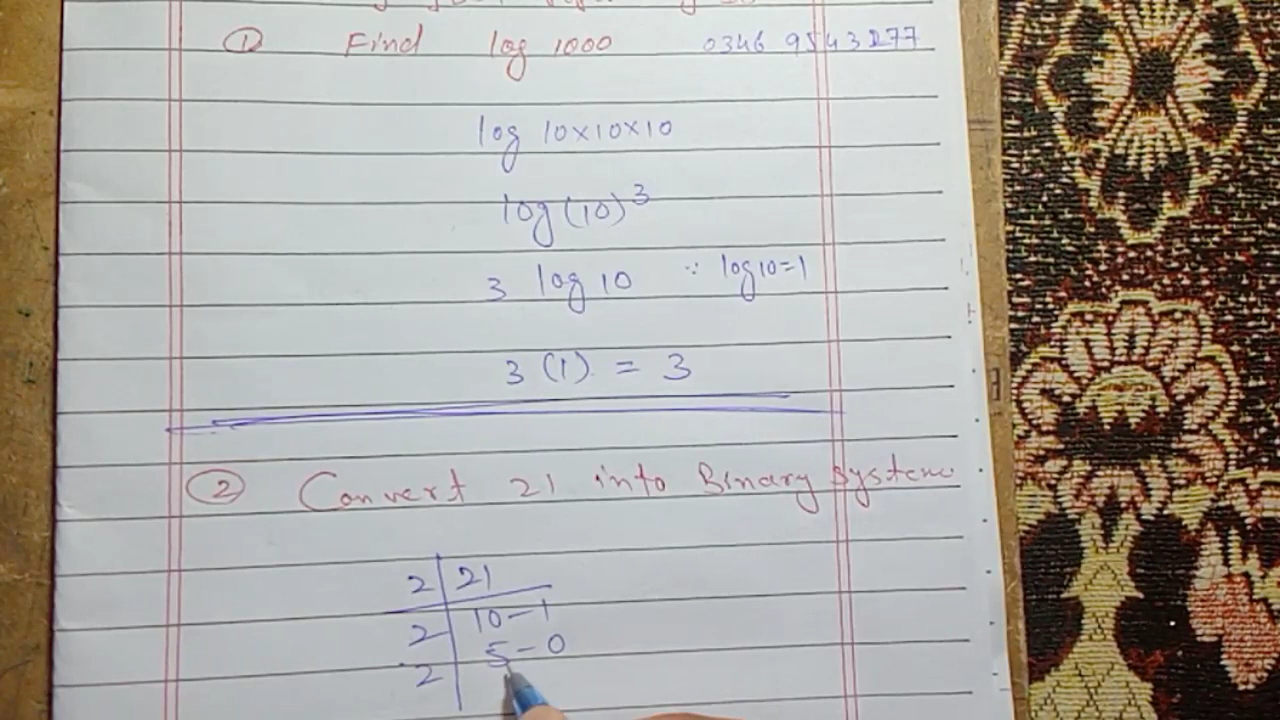 ① Find log 1000 0346 9543277
log 10×10×10
log (10)³
3 log 10 ∵ log10=1
3 (1) = 3
② Convert 21 into Binary System
2 21
2 10-1
2 5-0